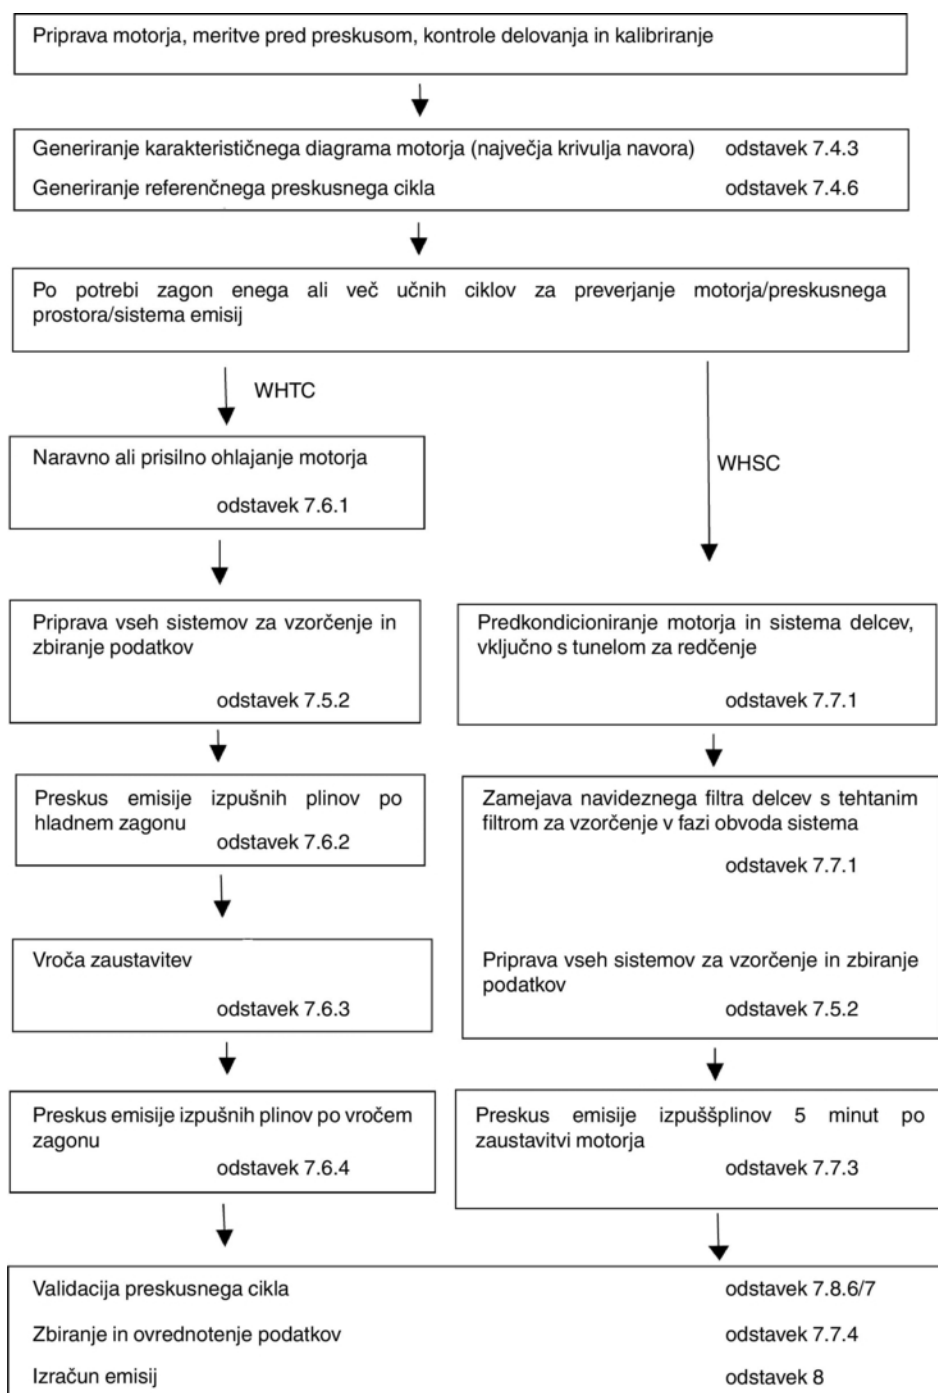 Priprava motorja, meritve pred preskusom, kontrole delovanja in kalibriranje
Generiranje karakterističnega diagrama motorja (največja krivulja navora) odstavek 7.4.3
Generiranje referenčnega preskusnega cikla odstavek 7.4.6
Po potrebi zagon enega ali več učnih ciklov za preverjanje motorja/preskusnega
prostora/sistema emisij
WHTC
Naravno ali prisilno ohlajanje motorja
odstavek 7.6.1
WHSC
Priprava vseh sistemov za vzorčenje in
zbiranje podatkov
odstavek 7.5.2
Predkondicioniranje motorja in sistema delcev,
vključno s tunelom za redčenje
odstavek 7.7.1
Preskus emisije izpušnih plinov po
hladnem zagonu
odstavek 7.6.2
Zamejava navideznega filtra delcev s tehtanim
filtrom za vzorčenje v fazi obvoda sistema
odstavek 7.7.1
Vroča zaustavitev
odstavek 7.6.3
Priprava vseh sistemov za vzorčenje in zbiranje
podatkov
odstavek 7.5.2
Preskus emisije izpušnih plinov po vročem
zagonu
odstavek 7.6.4
Preskus emisije izpuššplinov 5 minut po
zaustavitvi motorja
odstavek 7.7.3
Validacija preskusnega cikla odstavek 7.8.6/7
Zbiranje in ovrednotenje podatkov odstavek 7.7.4
Izračun emisij odstavek 8